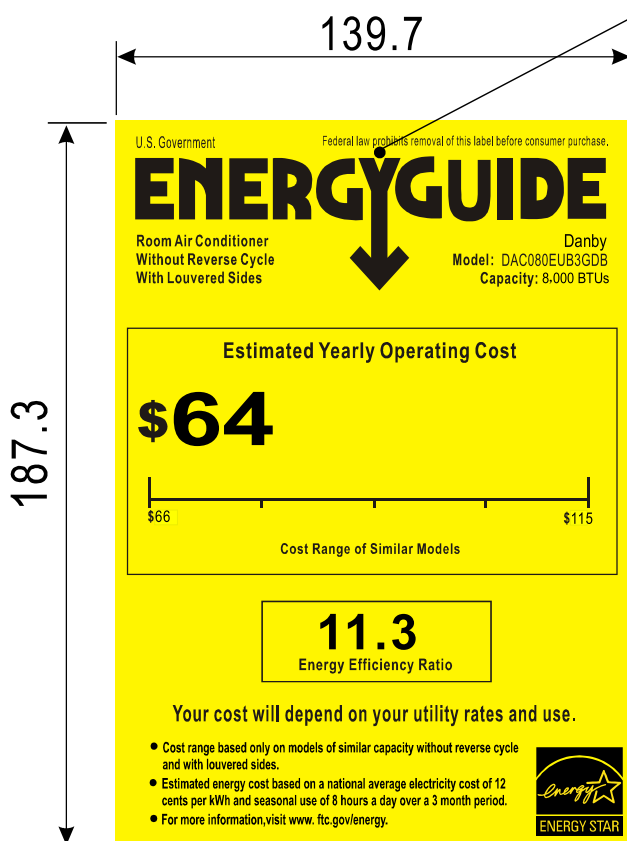 139.7
187.3
U.S. Government
Federal law prohibits removal of this label before consumer purchase.
ENERGYGUIDE
Room Air Conditioner
Without Reverse Cycle
With Louvered Sides
Danby
Model: DAC080EUB3GDB
Capacity: 8,000 BTUs
Estimated Yearly Operating Cost
$64
$66
$115
Cost Range of Similar Models
11.3
Energy Efficiency Ratio
Your cost will depend on your utility rates and use.
● Cost range based only on models of similar capacity without reverse cycle
and with louvered sides.
● Estimated energy cost based on a national average electricity cost of 12
cents per kWh and seasonal use of 8 hours a day over a 3 month period.
● For more information,visit www. ftc.gov/energy.
energy
ENERGY STAR